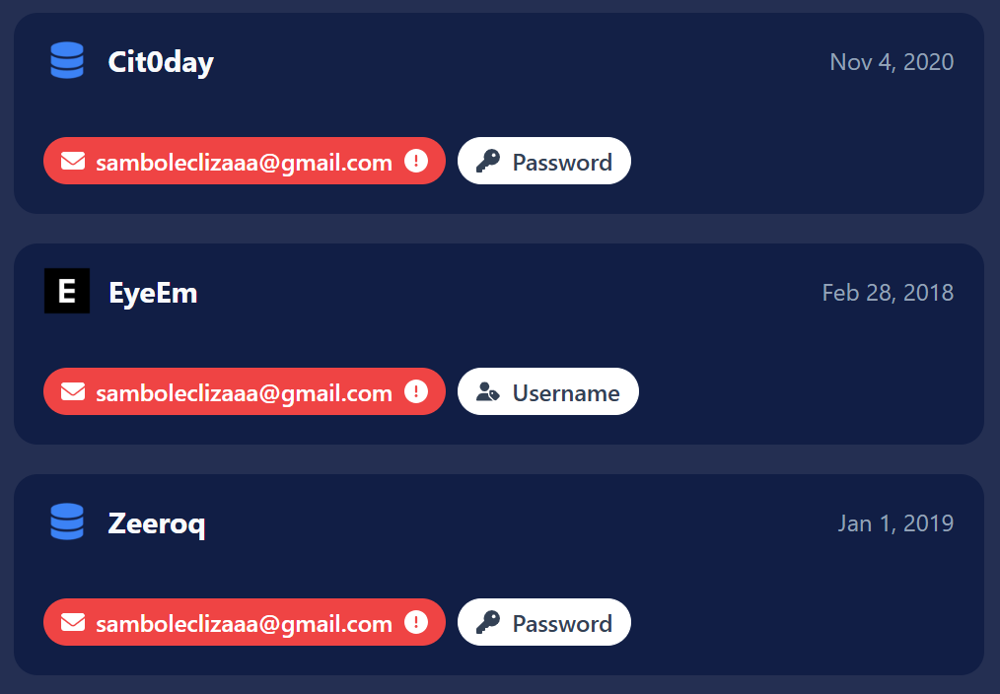 Cit0day Nov 4, 2020
samboleclizaaa@gmail.com ! Password
E EyeEm Feb 28, 2018
samboleclizaaa@gmail.com ! Username
Zeeroq Jan 1, 2019
samboleclizaaa@gmail.com ! Password